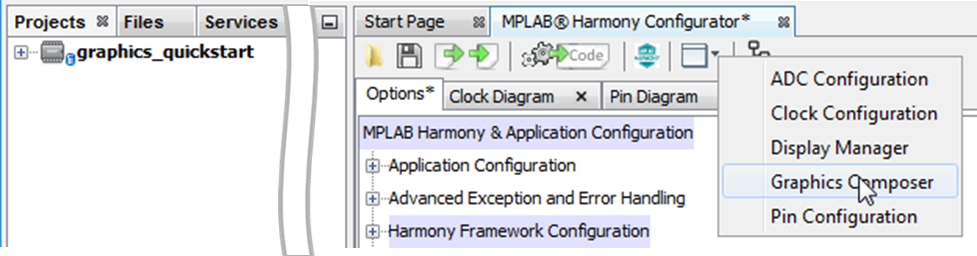 Projects Files Services
graphics_quickstart
Start Page MPLAB® Harmony Configurator*
Code
Options* Clock Diagram Pin Diagram
MPLAB Harmony & Application Configuration
Application Configuration
Advanced Exception and Error Handling
Harmony Framework Configuration
ADC Configuration
Clock Configuration
Display Manager
Graphics Composer
Pin Configuration